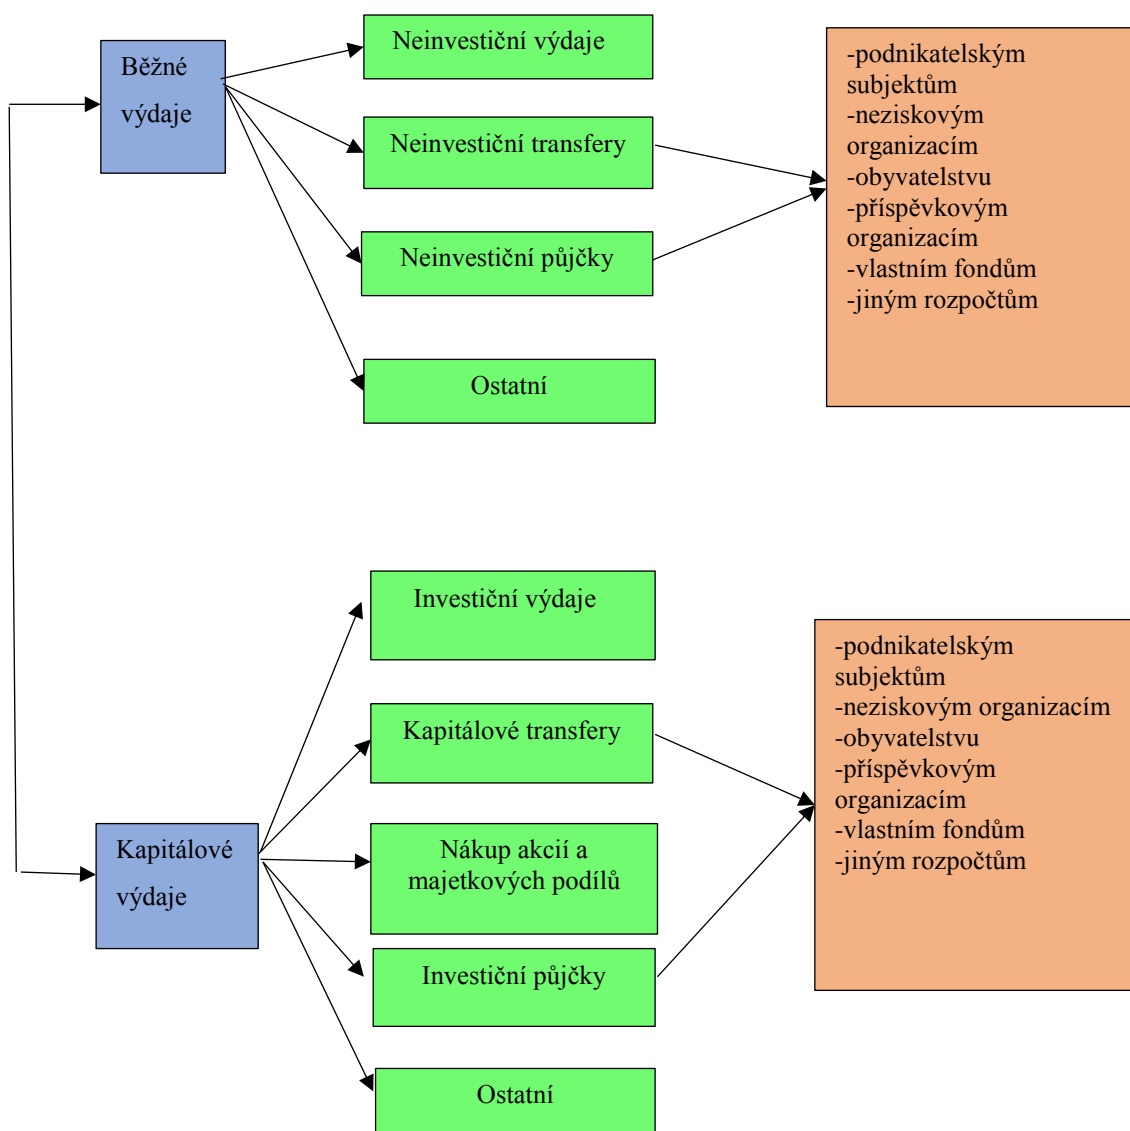 Běžné
výdaje
Neinvestiční výdaje
Neinvestiční transfery
Neinvestiční půjčky
Ostatní
-podnikatelským
subjektům
-neziskovým
organizacím
-obyvatelstvu
-příspěvkovým
organizacím
-vlastním fondům
-jiným rozpočtům
Kapitálové
výdaje
Investiční výdaje
Kapitálové transfery
Nákup akcií a
majetkových podílů
Investiční půjčky
Ostatní
-podnikatelským
subjektům
-neziskovým organizacím
-obyvatelstvu
-příspěvkovým
organizacím
-vlastním fondům
-jiným rozpočtům